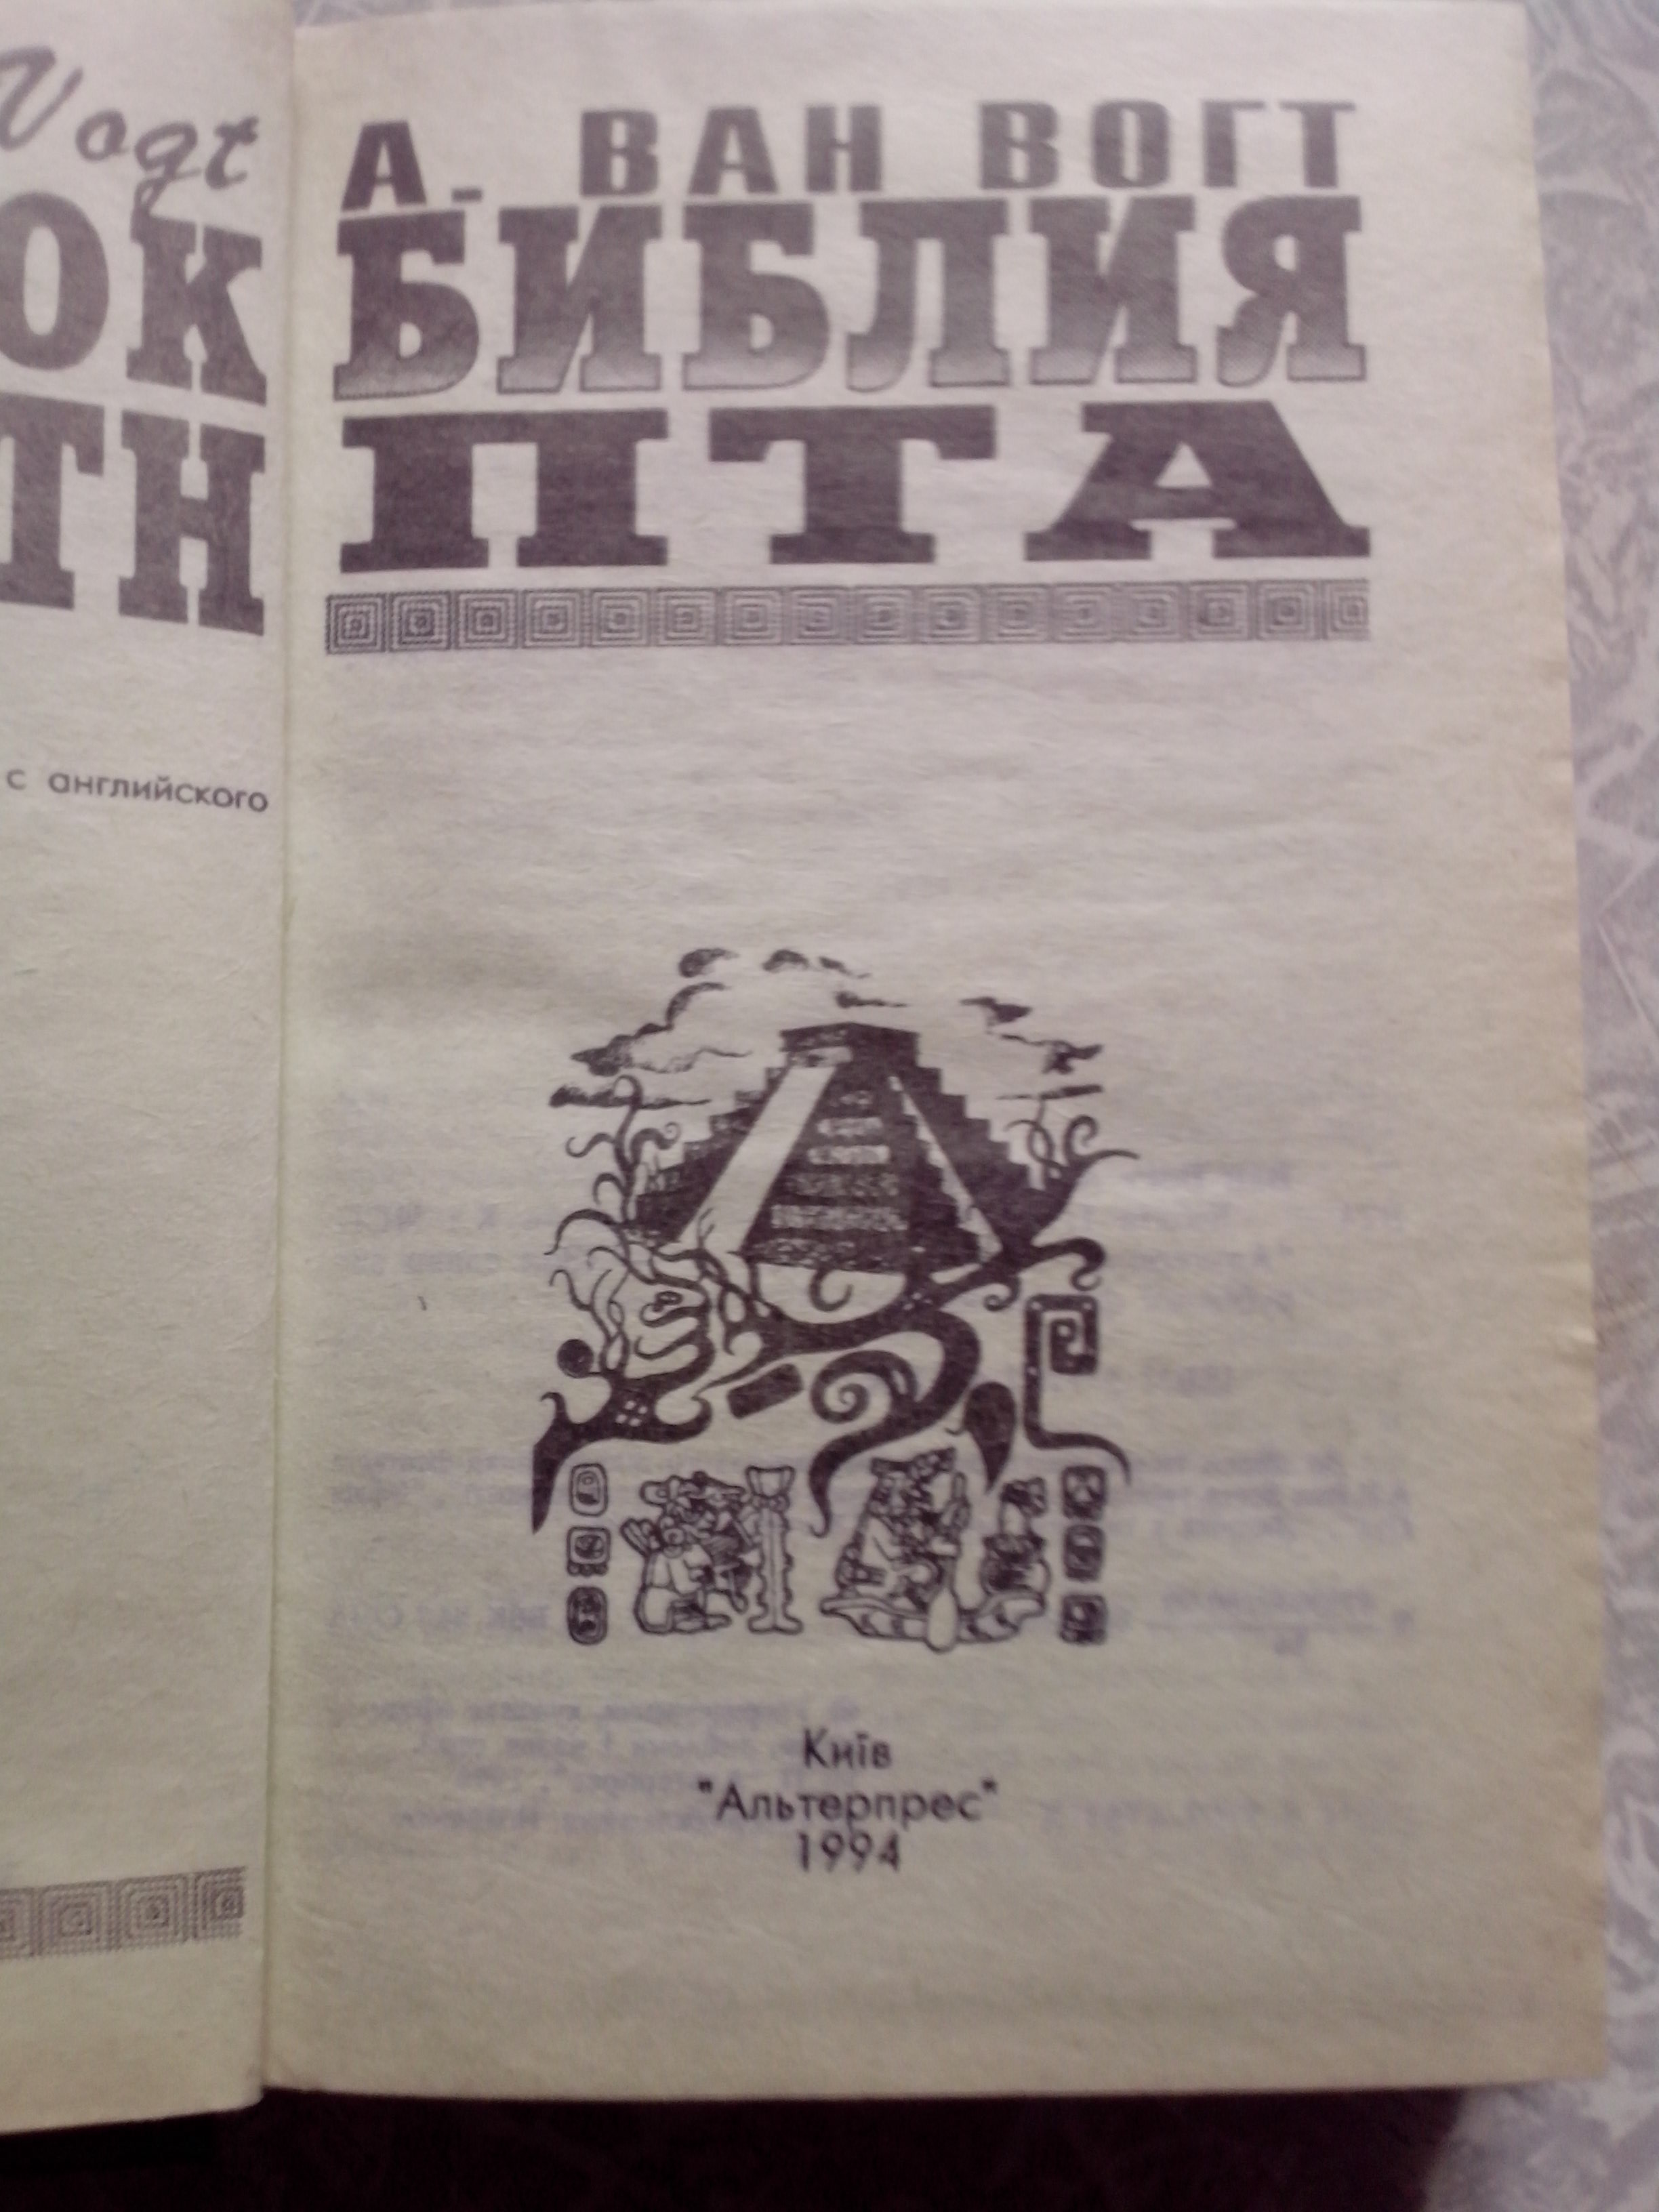 Vogt
ОК
ТН
с английского
А. ВАН ВОГТ
БИБЛИЯ
ПТА
Київ
"Альтерпрес"
1994